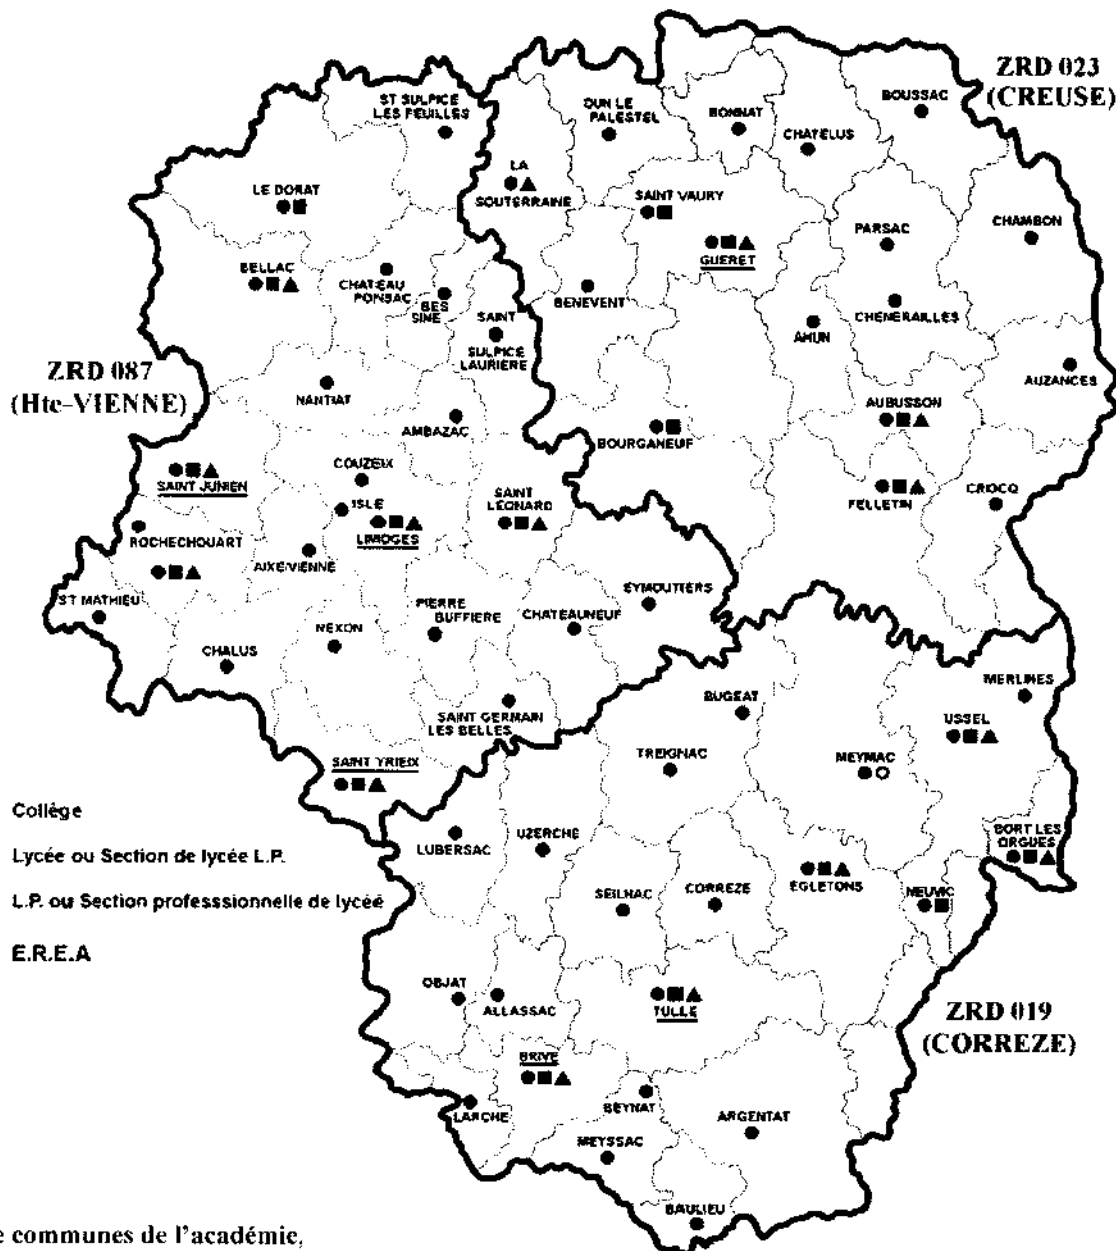 ZRD 023
(CREUSE)
ST SULPICE
LES FEUILLES
DUN LE
PALESTEL
BONNAT
BOUSSAC
CHATELUS
LA
SOUTERRAINE
LE DORAT
SAINT VAURY
PARSAC
CHAMBON
GUERET
BELLAC
CHATEAU
PONSAC
BES
SINE
BENEVENT
SAINT
SULPICE
LAURIERE
CHENERAILLES
AHUN
ZRD 087
(Hte-VIENNE)
AUZANCES
NANTIAT
AMBAZAC
AUBUSSON
BOURGANEUF
COUZEIX
SAINT JUNIEN
SAINT
LEONARD
FELLETIN
CROCQ
ISLE
LIMOGES
ROCHECHOUART
AIXE/VIENNE
ST MATHIEU
EYMOUTIERS
PIERRE
BUFFIERE
CHATEAUNEUF
NEXON
CHALUS
MERLINES
BUGEAT
SAINT GERMAIN
LES BELLES
USSEL
TREIGNAC
MEYMAC
SAINT YRIEIX
Collège
LUBERSAC
UZERCHE
BORT LES
ORGUES
Lycée ou Section de lycée L.P.
EGLETONS
SEILHAC
CORREZE
NEUVIC
L.P. ou Section professsionnelle de lycée
E.R.E.A
OBJAT
ALLASSAC
TULLE
ZRD 019
(CORREZE)
BRIVE
BEYNAT
LARCHE
ARGENTAT
MEYSSAC
BAULIEU
e communes de l'académie,